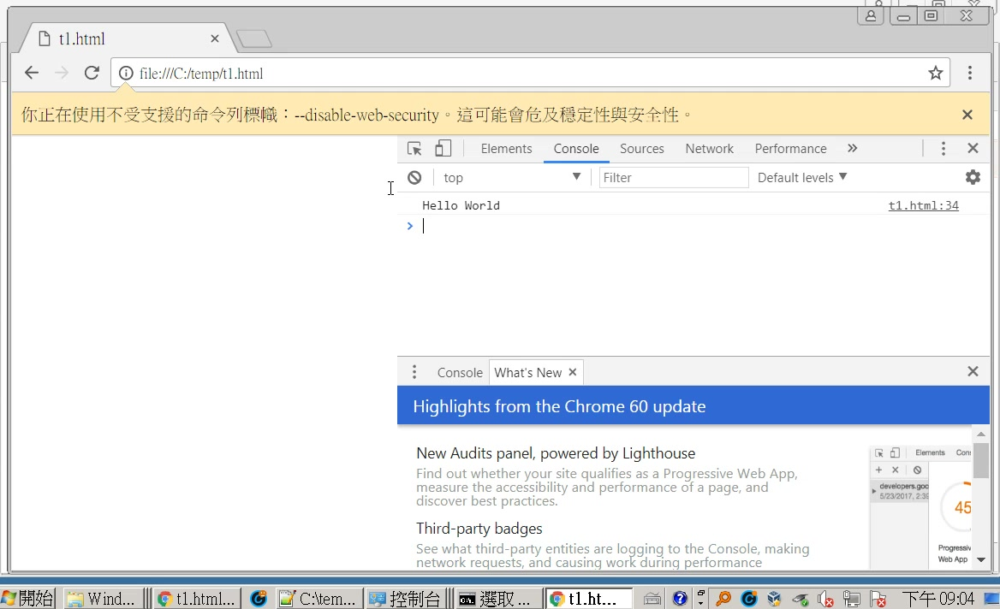 t1.html
file:///C:/temp/t1.html
你正在使用不受支援的命令列標幟：--disable-web-security。這可能會危及穩定性與安全性。
Elements Console Sources Network Performance »
top Filter Default levels
Hello World t1.html:34
Console What's New
Highlights from the Chrome 60 update
New Audits panel, powered by Lighthouse
Find out whether your site qualifies as a Progressive Web App,
measure the accessibility and performance of a page, and
discover best practices.
Third-party badges
See what third-party entities are logging to the Console, making
network requests, and causing work during performance
Elements Con
developers.goo
5/23/2017, 2:39
45
Progressiv
Web App
開始 Wind... t1.html... C:\tem... 控制台 選取 ... t1.ht... 下午 09:04